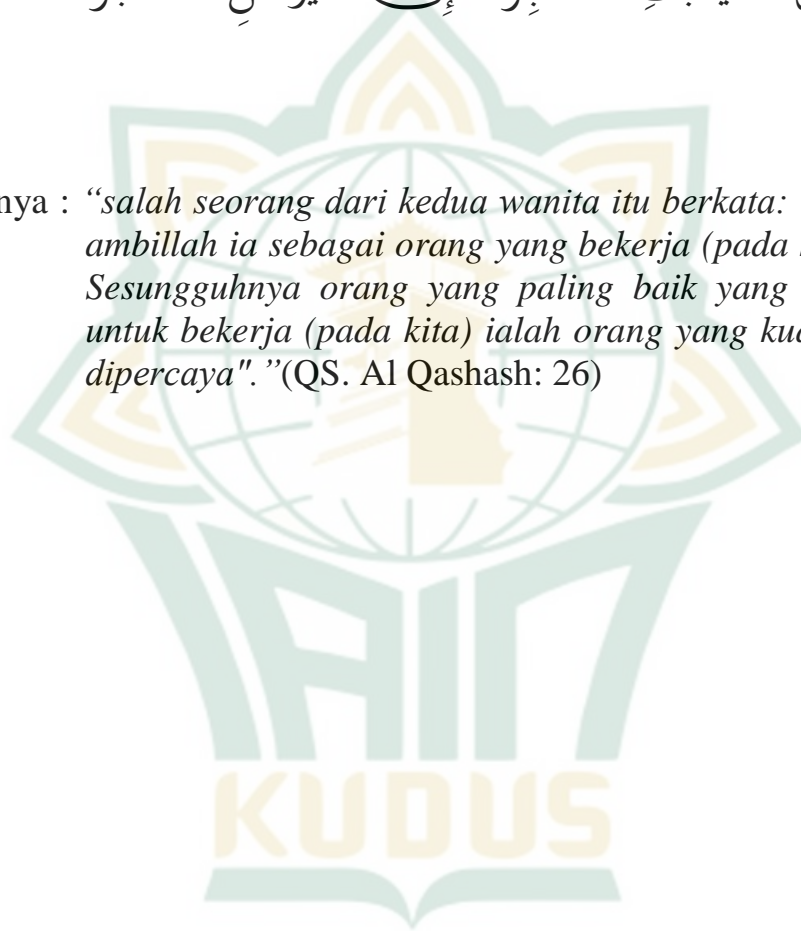 nya : “salah seorang dari kedua wanita itu berkata:
ambillah ia sebagai orang yang bekerja (pada
Sesungguhnya orang yang paling baik yang
untuk bekerja (pada kita) ialah orang yang
dipercaya".”(QS. Al Qashash: 26)
IAIN
KUDUS